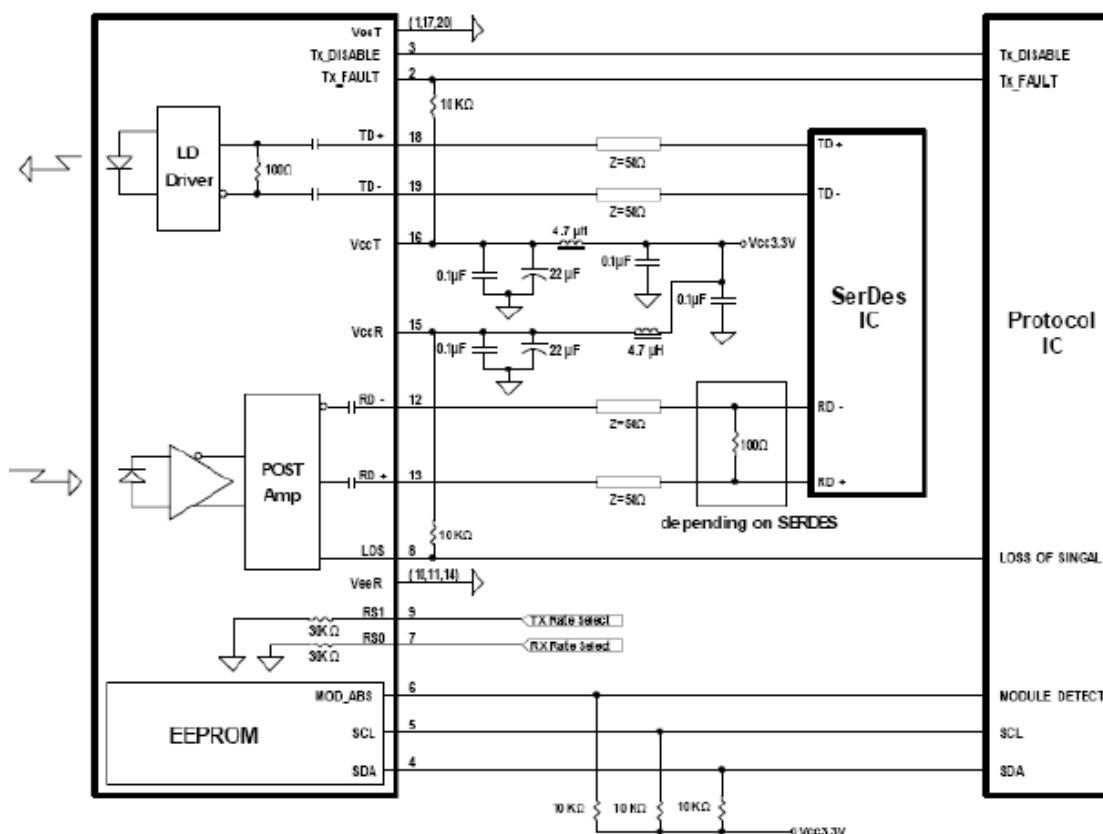 VeeT
(1,17,20)
Tx_DISABLE
3
Tx_DISABLE
Tx_FAULT
2
Tx_FAULT
10 KΩ
LD
Driver
100Ω
TD+
18
Z=50Ω
TD+
TD -
19
Z=50Ω
TD -
VccT
16
4.7 µH
Vcc3.3V
0.1µF
22 µF
0.1µF
0.1µF
SerDes
IC
Protocol
IC
VccR
15
0.1µF
22 µF
4.7 µH
RD -
12
Z=50Ω
RD -
100Ω
POST
Amp
RD +
13
Z=50Ω
RD +
depending on SERDES
10 KΩ
LOS
8
LOSS OF SINGAL
VeeR
(10,11,14)
RS1
9
TX Rate Select
30KΩ
RS0
7
RX Rate Select
30KΩ
MOD_ABS
6
MODULE DETECT
EEPROM
SCL
5
SCL
SDA
4
SDA
10 KΩ
10 KΩ
10 KΩ
Vcc3.3V